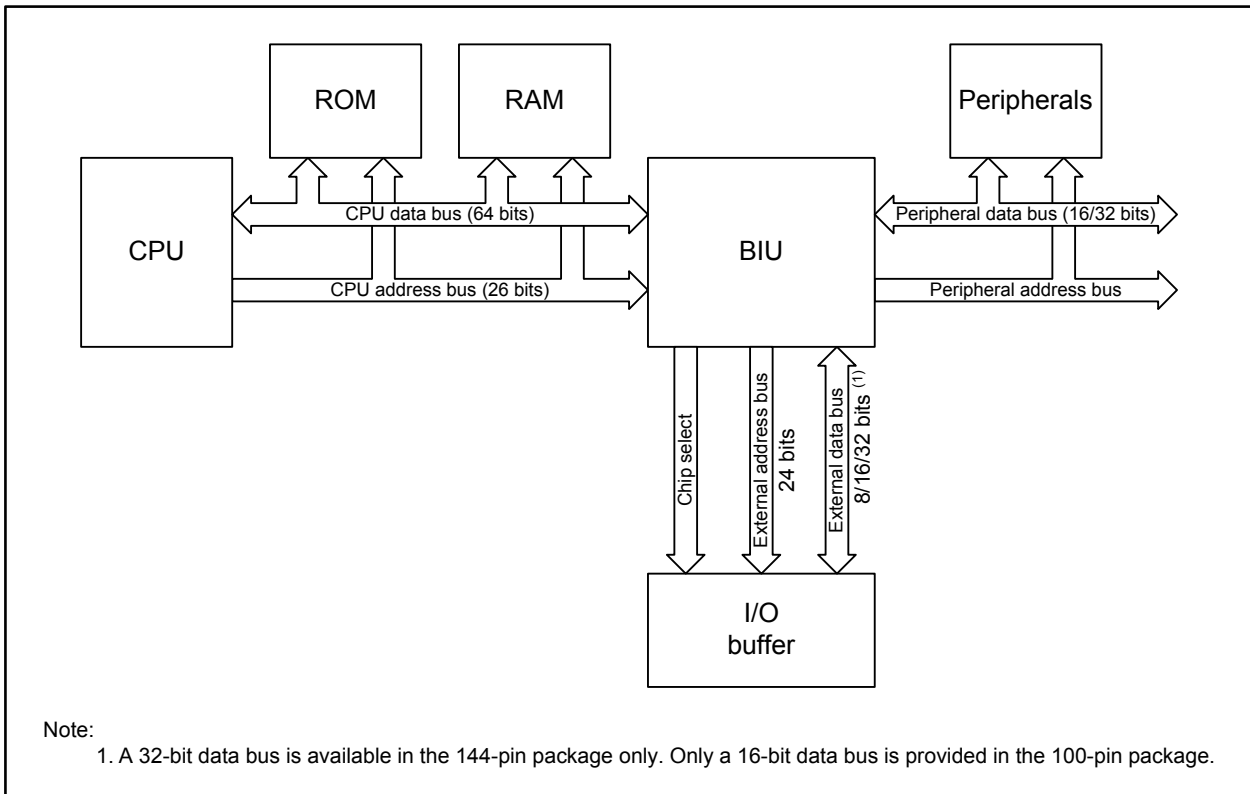 ROM
RAM
Peripherals
CPU
CPU data bus (64 bits)
BIU
Peripheral data bus (16/32 bits)
CPU address bus (26 bits)
Peripheral address bus
Chip select
External address bus
24 bits
External data bus
8/16/32 bits (1)
I/O
buffer
Note:
1. A 32-bit data bus is available in the 144-pin package only. Only a 16-bit data bus is provided in the 100-pin package.